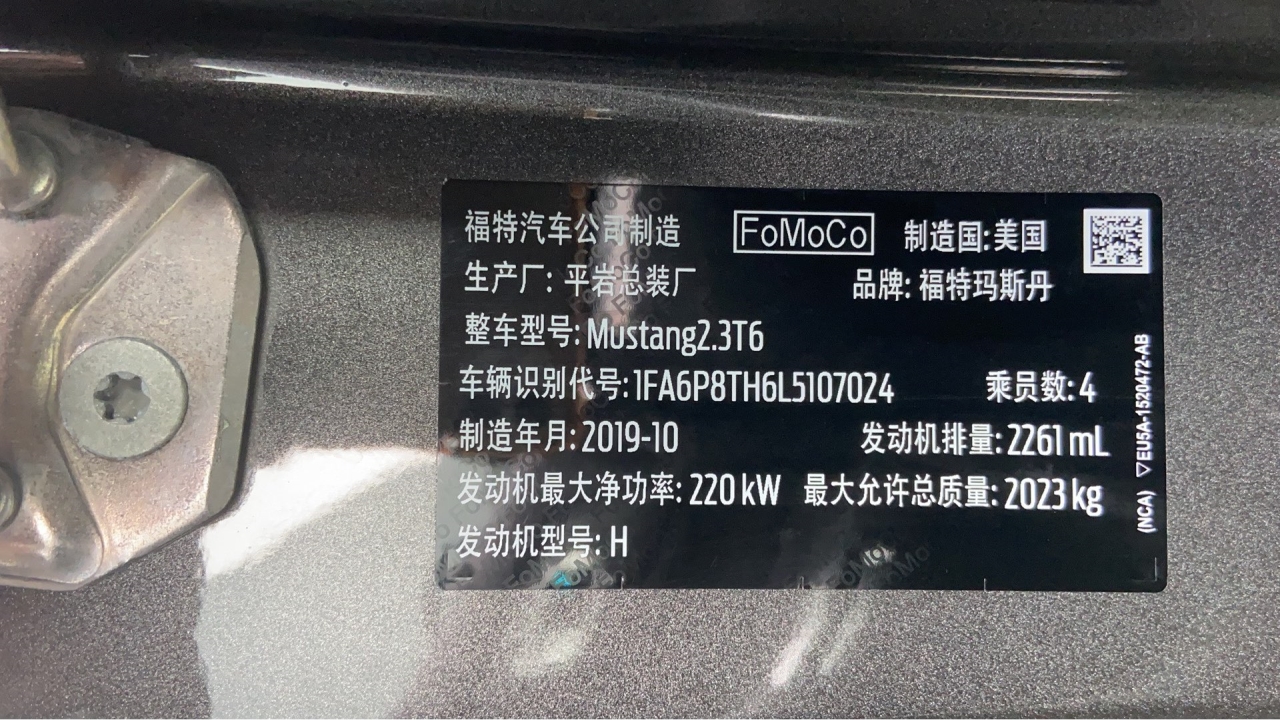 福特汽车公司制造 FoMoCo 制造国:美国
生产厂: 平岩总装厂 品牌: 福特玛斯丹
整车型号: Mustang2.3T6
车辆识别代号:1FA6P8TH6L5107024 乘员数: 4
制造年月: 2019-10 发动机排量: 2261 mL
发动机最大净功率: 220 kW 最大允许总质量: 2023 kg
发动机型号: H
(NCA) ▽EU5A-1520472-AB